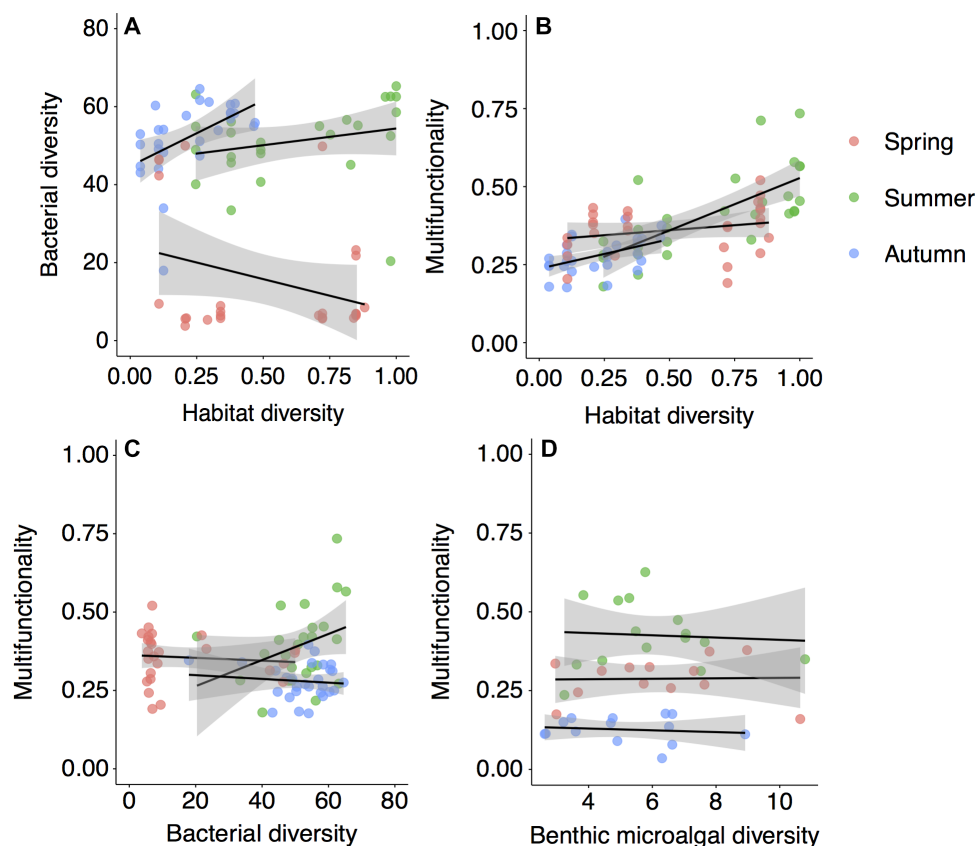 A
80
60
40
20
0
Bacterial diversity
0.00 0.25 0.50 0.75 1.00
Habitat diversity
B
1.00
0.75
0.50
0.25
0.00
Multifunctionality
0.00 0.25 0.50 0.75 1.00
Habitat diversity
Spring
Summer
Autumn
C
1.00
0.75
0.50
0.25
0.00
Multifunctionality
0 20 40 60 80
Bacterial diversity
D
1.00
0.75
0.50
0.25
0.00
Multifunctionality
4 6 8 10
Benthic microalgal diversity